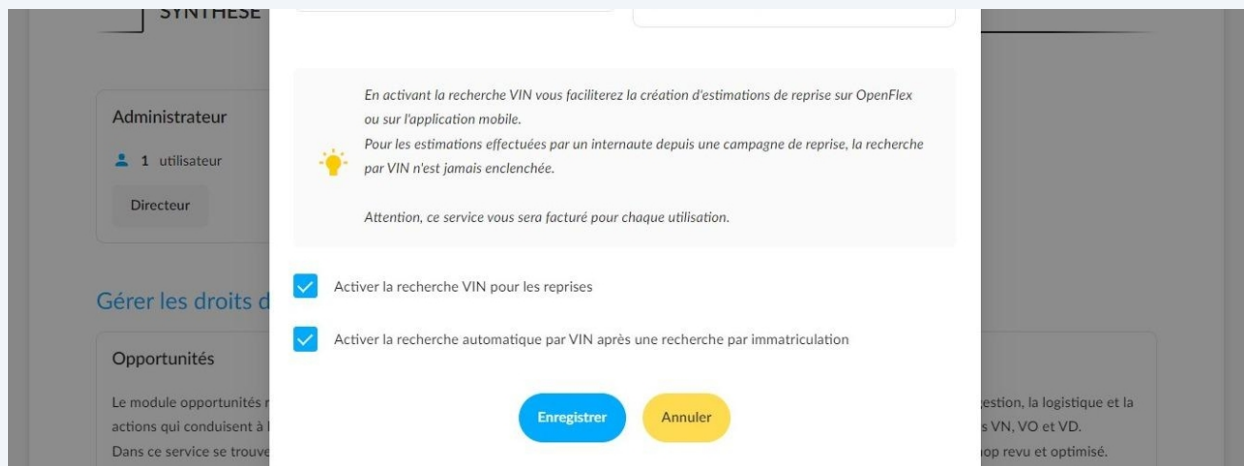 SYNTHÈSE
En activant la recherche VIN vous faciliterez la création d'estimations de reprise sur OpenFlex
ou sur l'application mobile.
Pour les estimations effectuées par un internaute depuis une campagne de reprise, la recherche
par VIN n'est jamais enclenchée.
Attention, ce service vous sera facturé pour chaque utilisation.
Administrateur
1 utilisateur
Directeur
Activer la recherche VIN pour les reprises
Activer la recherche automatique par VIN après une recherche par immatriculation
Enregistrer
Annuler
Gérer les droits d
Opportunités
Le module opportunités
actions qui conduisent à
Dans ce service se trouve
gestion, la logistique et la
s VN, VO et VD.
revu et optimisé.